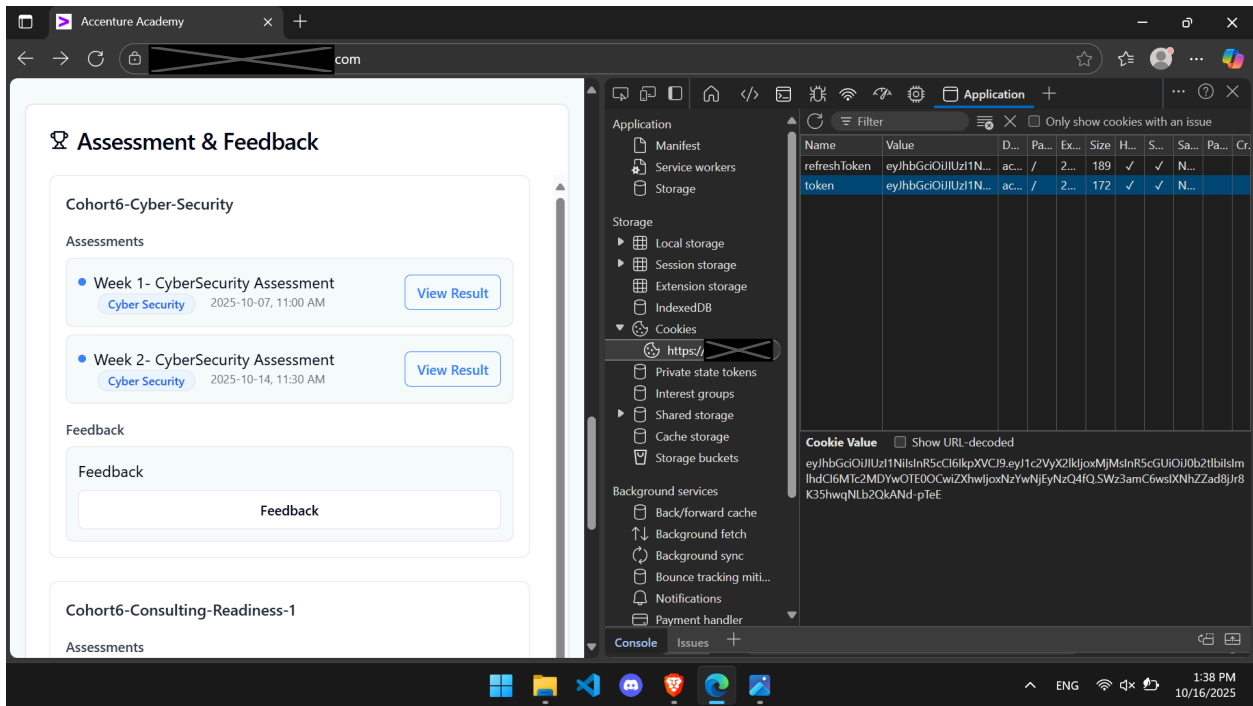 Accenture Academy
com
Assessment & Feedback
Cohort6-Cyber-Security
Assessments
Week 1- CyberSecurity Assessment
Cyber Security
2025-10-07, 11:00 AM
View Result
Week 2- CyberSecurity Assessment
Cyber Security
2025-10-14, 11:30 AM
View Result
Feedback
Feedback
Feedback
Cohort6-Consulting-Readiness-1
Assessments
Application
Application
Manifest
Service workers
Storage
Storage
Local storage
Session storage
Extension storage
IndexedDB
Cookies
https://
Private state tokens
Interest groups
Shared storage
Cache storage
Storage buckets
Background services
Back/forward cache
Background fetch
Background sync
Bounce tracking miti...
Notifications
Payment handler
Filter
Only show cookies with an issue
Name Value D... Pa... Ex... Size H... S... Sa... Pa... Cr.
refreshToken eyJhbGciOiJIUzI1N... ac... / 2... 189 ✓ ✓ N...
token eyJhbGciOiJIUzI1N... ac... / 2... 172 ✓ ✓ N...
Cookie Value Show URL-decoded
Console Issues
ENG
1:38 PM
10/16/2025